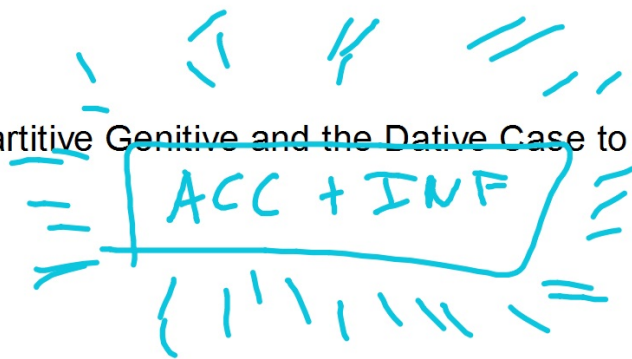 artitive Genitive and the Dative Case to
ACC + INF